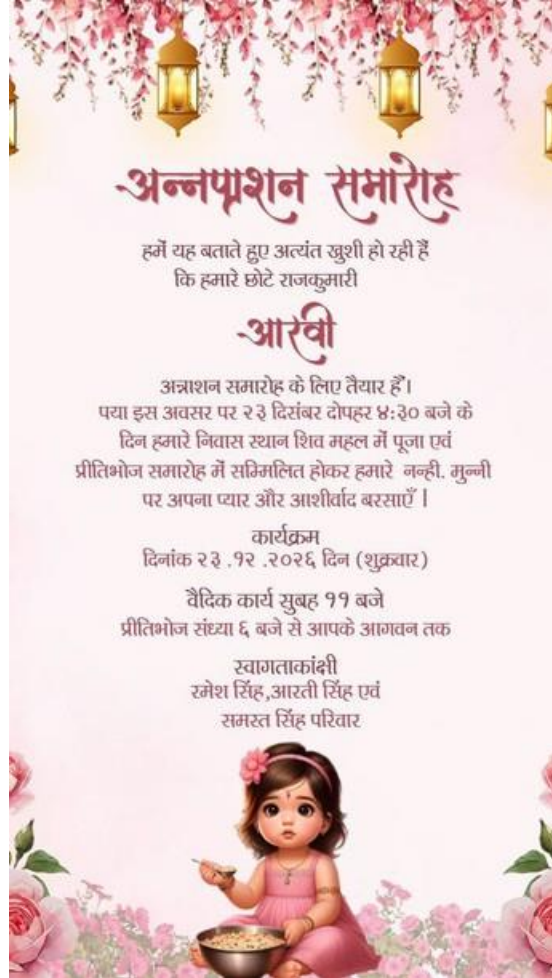 अन्नप्राशन समारोह
हमें यह बताते हुए अत्यंत खुशी हो रही हैं
कि हमारे छोटे राजकुमारी
आरवी
अन्नाशन समारोह के लिए तैयार हैं।
पया इस अवसर पर २३ दिसंबर दोपहर ४:३० बजे के
दिन हमारे निवास स्थान शिव महल में पूजा एवं
प्रीतिभोज समारोह में सम्मिलित होकर हमारे नन्ही. मुन्नी
पर अपना प्यार और आशीर्वाद बरसाएँ |
कार्यक्रम
दिनांक २३ .१२ .२०२६ दिन (शुक्रवार)
वैदिक कार्य सुबह ११ बजे
प्रीतिभोज संध्या ६ बजे से आपके आगवन तक
स्वागताकांक्षी
रमेश सिंह,आरती सिंह एवं
समस्त सिंह परिवार